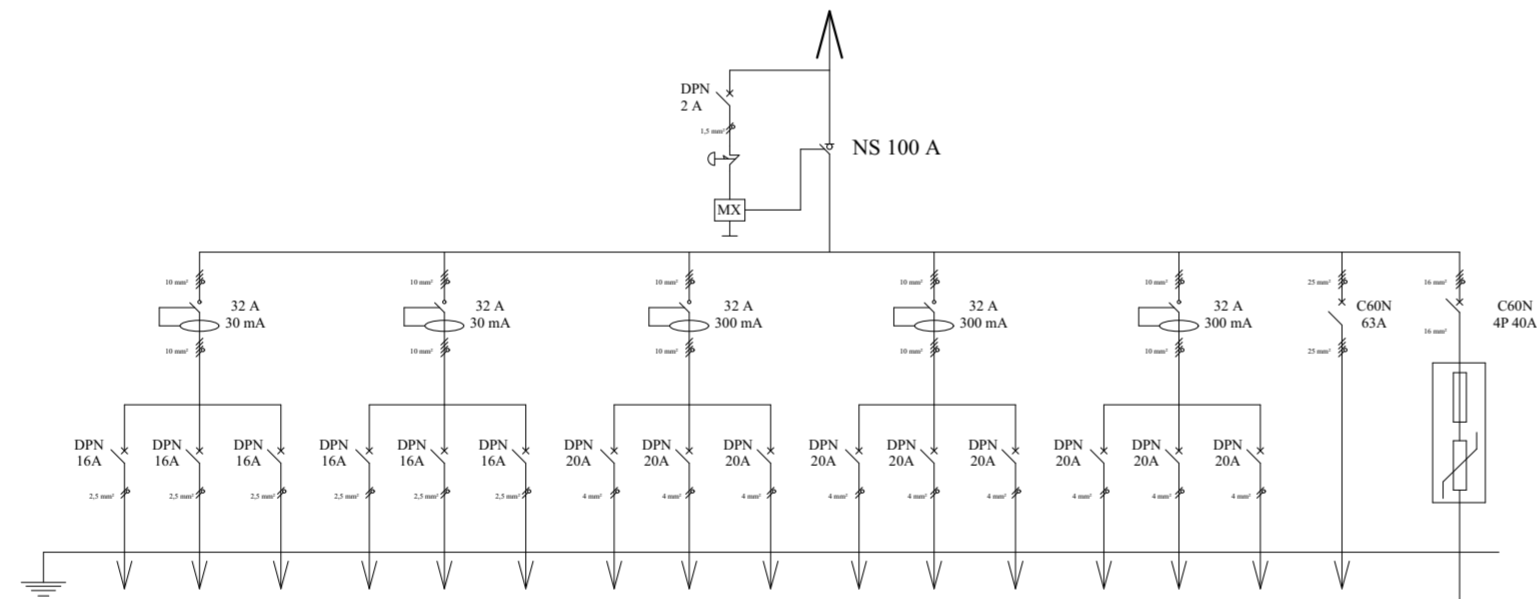 DPN
2 A
1,5 mm²
NS 100 A
MX
10 mm²
10 mm²
10 mm²
10 mm²
10 mm²
25 mm²
16 mm²
32 A
30 mA
32 A
30 mA
32 A
300 mA
32 A
300 mA
32 A
300 mA
C60N
63A
C60N
4P 40A
10 mm²
10 mm²
10 mm²
10 mm²
10 mm²
25 mm²
16 mm²
DPN
16A
DPN
16A
DPN
16A
DPN
16A
DPN
16A
DPN
16A
DPN
20A
DPN
20A
DPN
20A
DPN
20A
DPN
20A
DPN
20A
DPN
20A
DPN
20A
DPN
20A
2,5 mm²
2,5 mm²
2,5 mm²
2,5 mm²
2,5 mm²
2,5 mm²
4 mm²
4 mm²
4 mm²
4 mm²
4 mm²
4 mm²
4 mm²
4 mm²
4 mm²